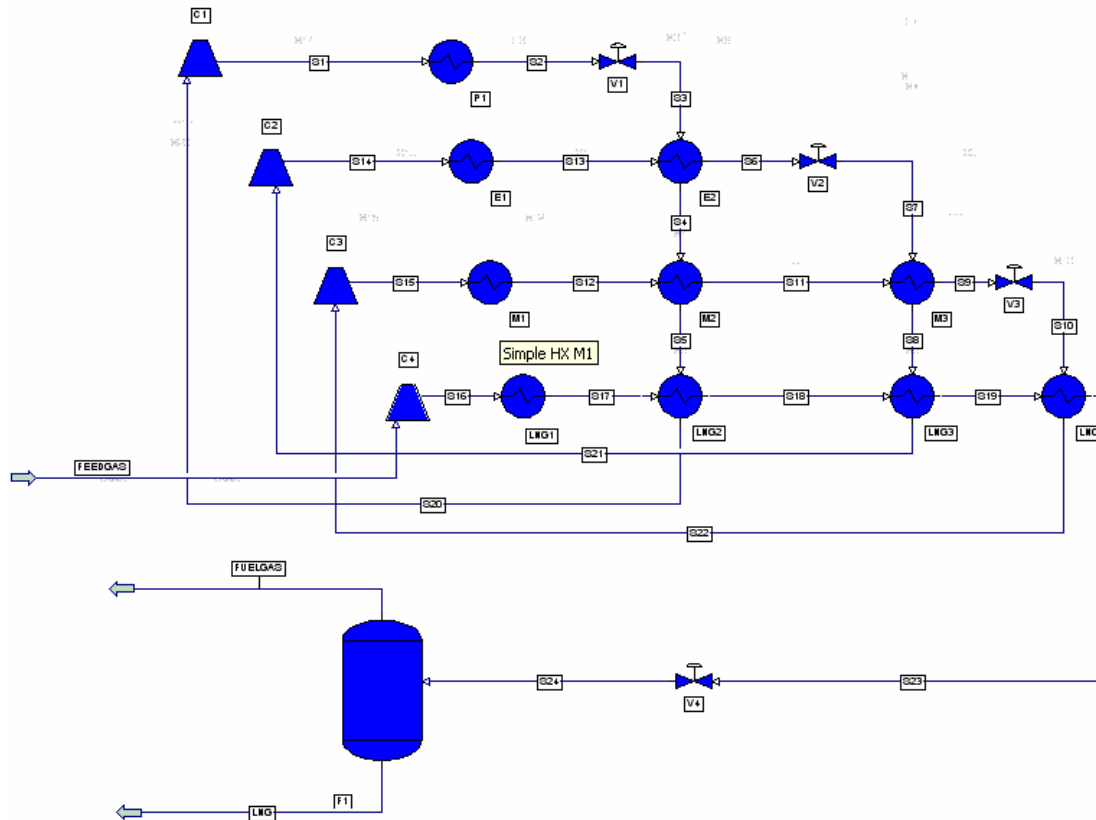 C1
S1
S2
P1
V1
S3
C2
S14
S13
S6
E1
E2
V2
S4
S7
C3
S15
S12
S11
S9
M1
M2
M3
V3
S5
S8
S10
Simple HX M1
C4
S16
S17
S18
S19
LNG1
LNG2
LNG3
LNG
S21
FEEDGAS
S20
S22
FUELGAS
S24
S23
V4
F1
LNG